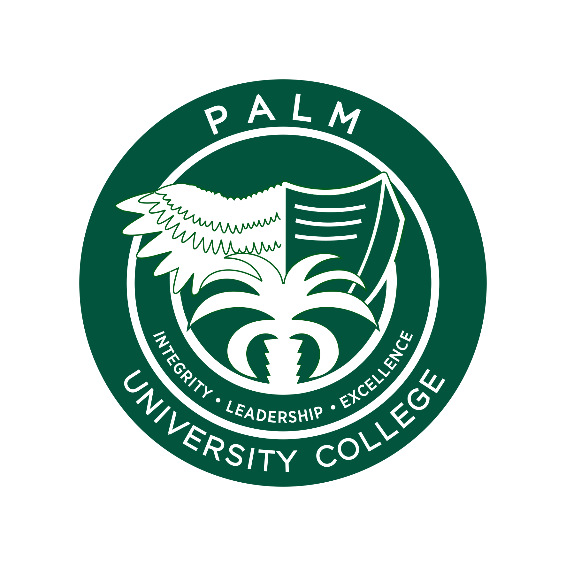 PALM
INTEGRITY • LEADERSHIP • EXCELLENCE
UNIVERSITY COLLEGE